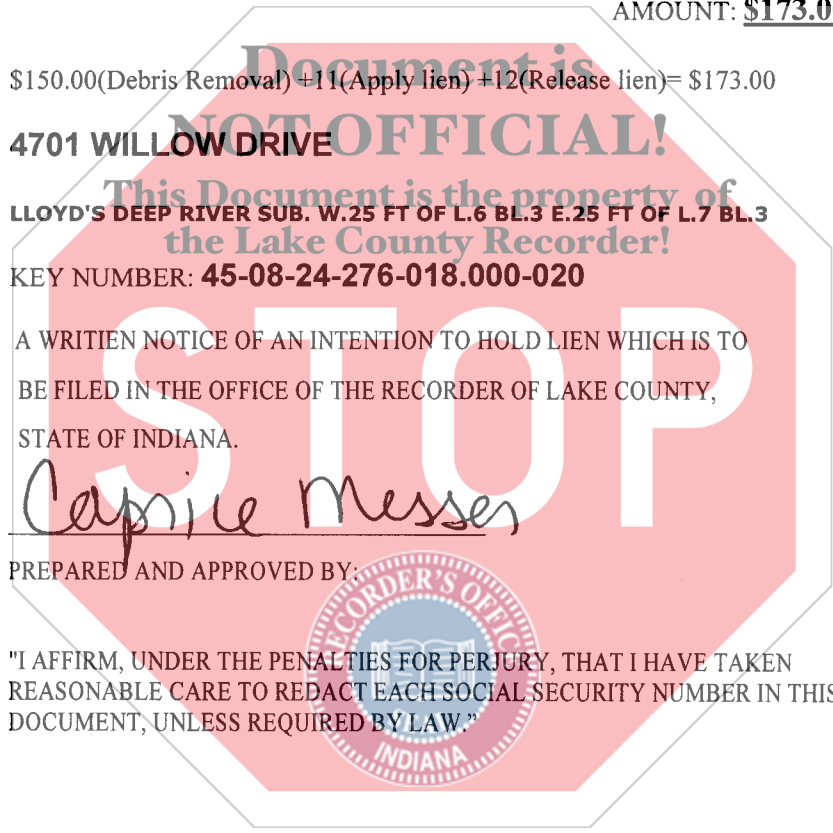 AMOUNT: $173.0
Document is
$150.00(Debris Removal) +11(Apply lien) +12(Release lien)= $173.00
NOT OFFICIAL!
4701 WILLOW DRIVE
This Document is the property of
LLOYD'S DEEP RIVER SUB. W.25 FT OF L.6 BL.3 E.25 FT OF L.7 BL.3
the Lake County Recorder!
KEY NUMBER: 45-08-24-276-018.000-020
STOP
A WRITIEN NOTICE OF AN INTENTION TO HOLD LIEN WHICH IS TO
BE FILED IN THE OFFICE OF THE RECORDER OF LAKE COUNTY,
STATE OF INDIANA.
Caprice Messer
PREPARED AND APPROVED BY:
RECORDER'S OFFICE
INDIANA
"I AFFIRM, UNDER THE PENALTIES FOR PERJURY, THAT I HAVE TAKEN
REASONABLE CARE TO REDACT EACH SOCIAL SECURITY NUMBER IN THIS
DOCUMENT, UNLESS REQUIRED BY LAW."